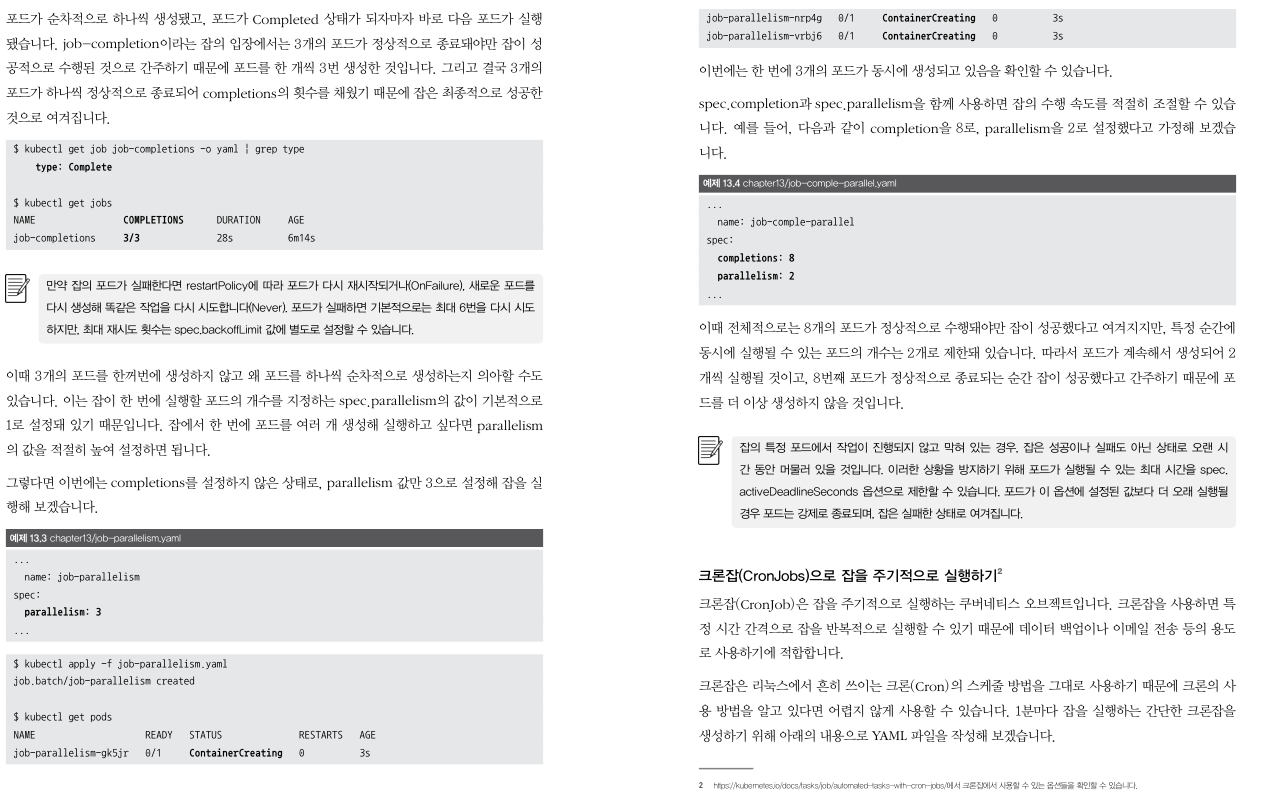 포드가 순차적으로 하나씩 생성됐고, 포드가 Completed 상태가 되자마자 바로 다음 포드가 실행
됐습니다. job-completion이라는 잡의 입장에서는 3개의 포드가 정상적으로 종료돼야만 잡이 성
공적으로 수행된 것으로 간주하기 때문에 포드를 한 개씩 3번 생성한 것입니다. 그리고 결국 3개의
포드가 하나씩 정상적으로 종료되어 completions의 횟수를 채웠기 때문에 잡은 최종적으로 성공한
것으로 여겨집니다.
$ kubectl get job job-completions -o yaml | grep type
type: Complete
$ kubectl get jobs
NAME COMPLETIONS DURATION AGE
job-completions 3/3 28s 6m14s
만약 잡의 포드가 실패한다면 restartPolicy에 따라 포드가 다시 재시작되거나(OnFailure), 새로운 포드를
다시 생성해 똑같은 작업을 다시 시도합니다(Never). 포드가 실패하면 기본적으로는 최대 6번을 다시 시도
하지만, 최대 재시도 횟수는 spec.backoffLimit 값에 별도로 설정할 수 있습니다.
이때 3개의 포드를 한꺼번에 생성하지 않고 왜 포드를 하나씩 순차적으로 생성하는지 의아할 수도
있습니다. 이는 잡이 한 번에 실행할 포드의 개수를 지정하는 spec.parallelism의 값이 기본적으로
1로 설정돼 있기 때문입니다. 잡에서 한 번에 포드를 여러 개 생성해 실행하고 싶다면 parallelism
의 값을 적절히 높여 설정하면 됩니다.
그렇다면 이번에는 completions를 설정하지 않은 상태로, parallelism 값만 3으로 설정해 잡을 실
행해 보겠습니다.
예제 13.3 chapter13/job-parallelism.yaml
...
name: job-parallelism
spec:
parallelism: 3
...
$ kubectl apply -f job-parallelism.yaml
job.batch/job-parallelism created
$ kubectl get pods
NAME READY STATUS RESTARTS AGE
job-parallelism-gk5jr 0/1 ContainerCreating 0 3s
job-parallelism-nrp4g 0/1 ContainerCreating 0 3s
job-parallelism-vrbj6 0/1 ContainerCreating 0 3s
이번에는 한 번에 3개의 포드가 동시에 생성되고 있음을 확인할 수 있습니다.
spec.completion과 spec.parallelism을 함께 사용하면 잡의 수행 속도를 적절히 조절할 수 있습
니다. 예를 들어, 다음과 같이 completion을 8로, parallelism을 2로 설정했다고 가정해 보겠습
니다.
예제 13.4 chapter13/job-comple-parallel.yaml
...
name: job-comple-parallel
spec:
completions: 8
parallelism: 2
...
이때 전체적으로는 8개의 포드가 정상적으로 수행돼야만 잡이 성공했다고 여겨지지만, 특정 순간에
동시에 실행될 수 있는 포드의 개수는 2개로 제한돼 있습니다. 따라서 포드가 계속해서 생성되어 2
개씩 실행될 것이고, 8번째 포드가 정상적으로 종료되는 순간 잡이 성공했다고 간주하기 때문에 포
드를 더 이상 생성하지 않을 것입니다.
잡의 특정 포드에서 작업이 진행되지 않고 막혀 있는 경우, 잡은 성공이나 실패도 아닌 상태로 오랜 시
간 동안 머물러 있을 것입니다. 이러한 상황을 방지하기 위해 포드가 실행될 수 있는 최대 시간을 spec.
activeDeadlineSeconds 옵션으로 제한할 수 있습니다. 포드가 이 옵션에 설정된 값보다 더 오래 실행될
경우 포드는 강제로 종료되며, 잡은 실패한 상태로 여겨집니다.
크론잡(CronJobs)으로 잡을 주기적으로 실행하기2
크론잡(CronJob)은 잡을 주기적으로 실행하는 쿠버네티스 오브젝트입니다. 크론잡을 사용하면 특
정 시간 간격으로 잡을 반복적으로 실행할 수 있기 때문에 데이터 백업이나 이메일 전송 등의 용도
로 사용하기에 적합합니다.
크론잡은 리눅스에서 흔히 쓰이는 크론(Cron)의 스케줄 방법을 그대로 사용하기 때문에 크론의 사
용 방법을 알고 있다면 어렵지 않게 사용할 수 있습니다. 1분마다 잡을 실행하는 간단한 크론잡을
생성하기 위해 아래의 내용으로 YAML 파일을 작성해 보겠습니다.
2 https://kubernetes.io/docs/tasks/job/automated-tasks-with-cron-jobs/에서 크론잡에서 사용할 수 있는 옵션들을 확인할 수 있습니다.